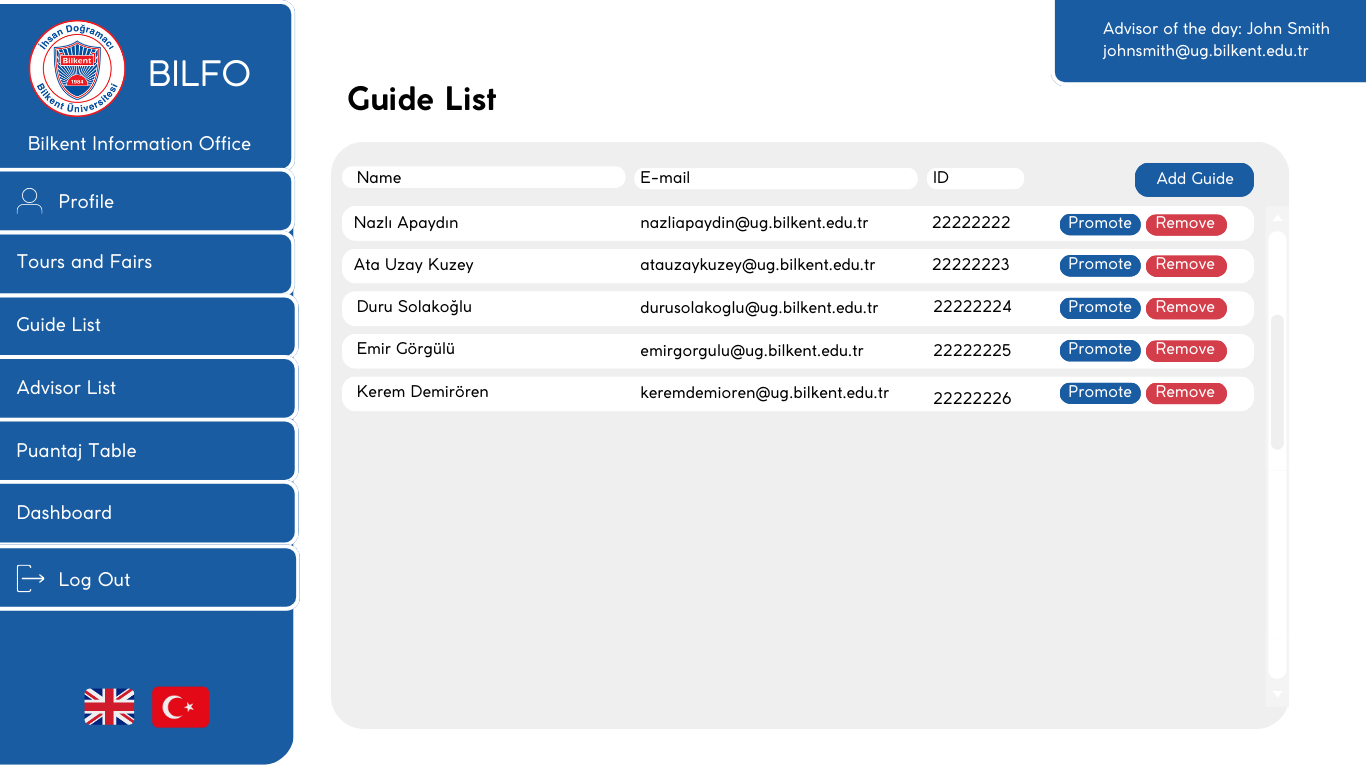 İhsan Doğramacı
Bilkent
1984
Bilkent Üniversitesi
BILFO
Bilkent Information Office
Profile
Tours and Fairs
Guide List
Advisor List
Puantaj Table
Dashboard
Log Out
Advisor of the day: John Smith
johnsmith@ug.bilkent.edu.tr
Guide List
Name E-mail ID Add Guide
Nazlı Apaydın nazliapaydin@ug.bilkent.edu.tr 22222222 Promote Remove
Ata Uzay Kuzey atauzaykuzey@ug.bilkent.edu.tr 22222223 Promote Remove
Duru Solakoğlu durusolakoglu@ug.bilkent.edu.tr 22222224 Promote Remove
Emir Görgülü emirgorgulu@ug.bilkent.edu.tr 22222225 Promote Remove
Kerem Demirören keremdemioren@ug.bilkent.edu.tr 22222226 Promote Remove